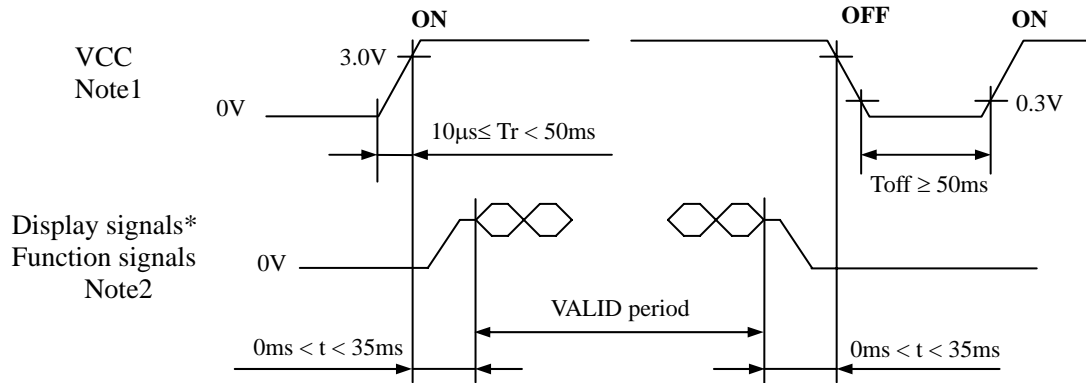 ON OFF ON
VCC
Note1
3.0V
0V
0.3V
10μs≤ Tr < 50ms
Toff ≥ 50ms
Display signals*
Function signals
Note2
0V
VALID period
0ms < t < 35ms
0ms < t < 35ms